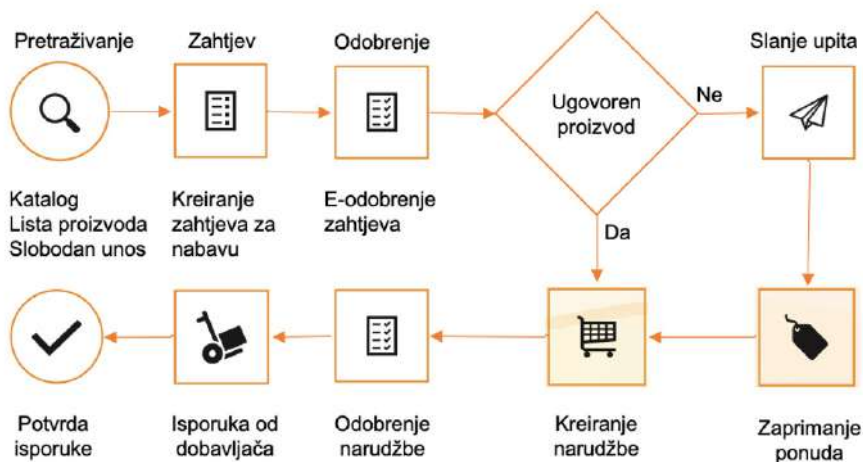 Pretraživanje
Zahtjev
Odobrenje
Slanje upita
Ugovoren
proizvod
Ne
Katalog
Lista proizvoda
Slobodan unos
Kreiranje
zahtjeva za
nabavu
E-odobrenje
zahtjeva
Da
Potvrda
isporuke
Isporuka od
dobavljača
Odobrenje
narudžbe
Kreiranje
narudžbe
Zaprimanje
ponuda